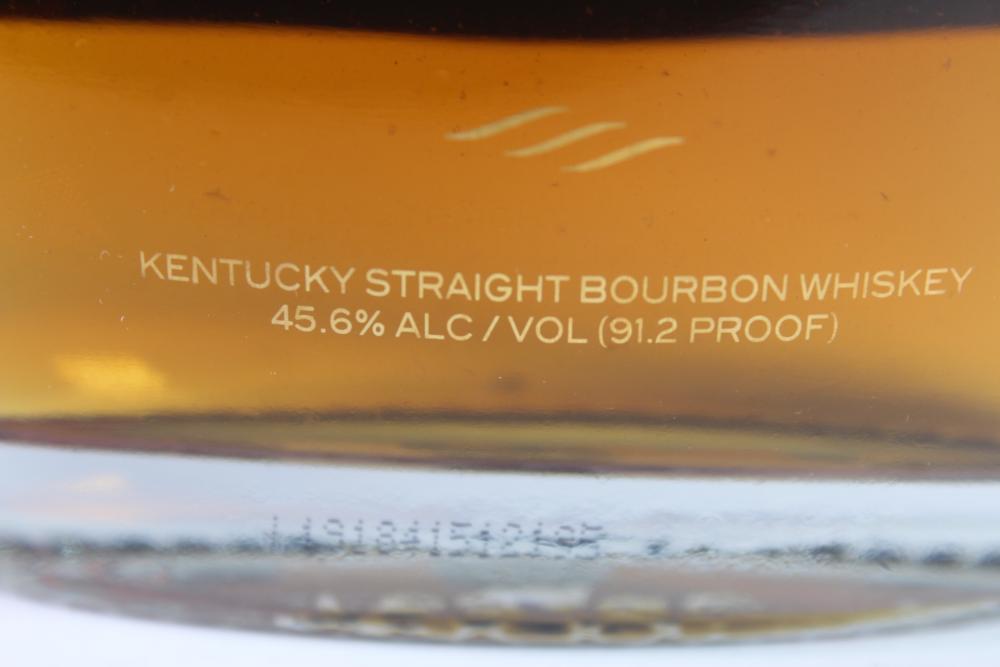 KENTUCKY STRAIGHT BOURBON WHISKEY
45.6% ALC / VOL (91.2 PROOF)